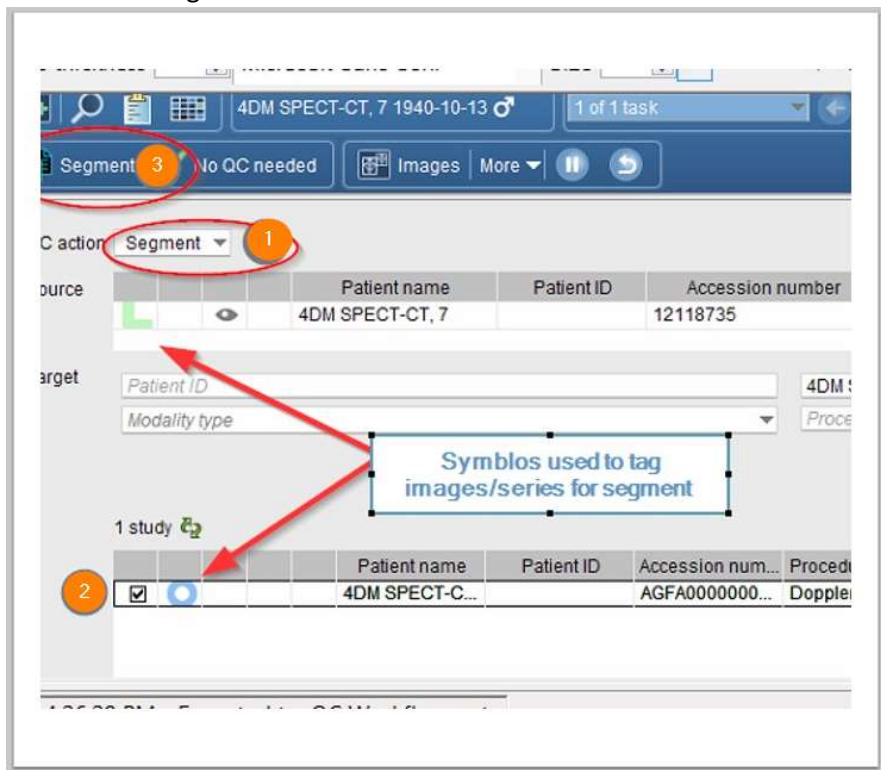 4DM SPECT-CT, 7 1940-10-13 1 of 1 task
Segment 3 No QC needed Images More
C action Segment 1
ource Patient name Patient ID Accession number
4DM SPECT-CT, 7 12118735
arget Patient ID 4DM
Modality type Proce
Symblos used to tag
images/series for segment
1 study
Patient name Patient ID Accession num... Proced
2 4DM SPECT-C... AGFA0000000... Doppler